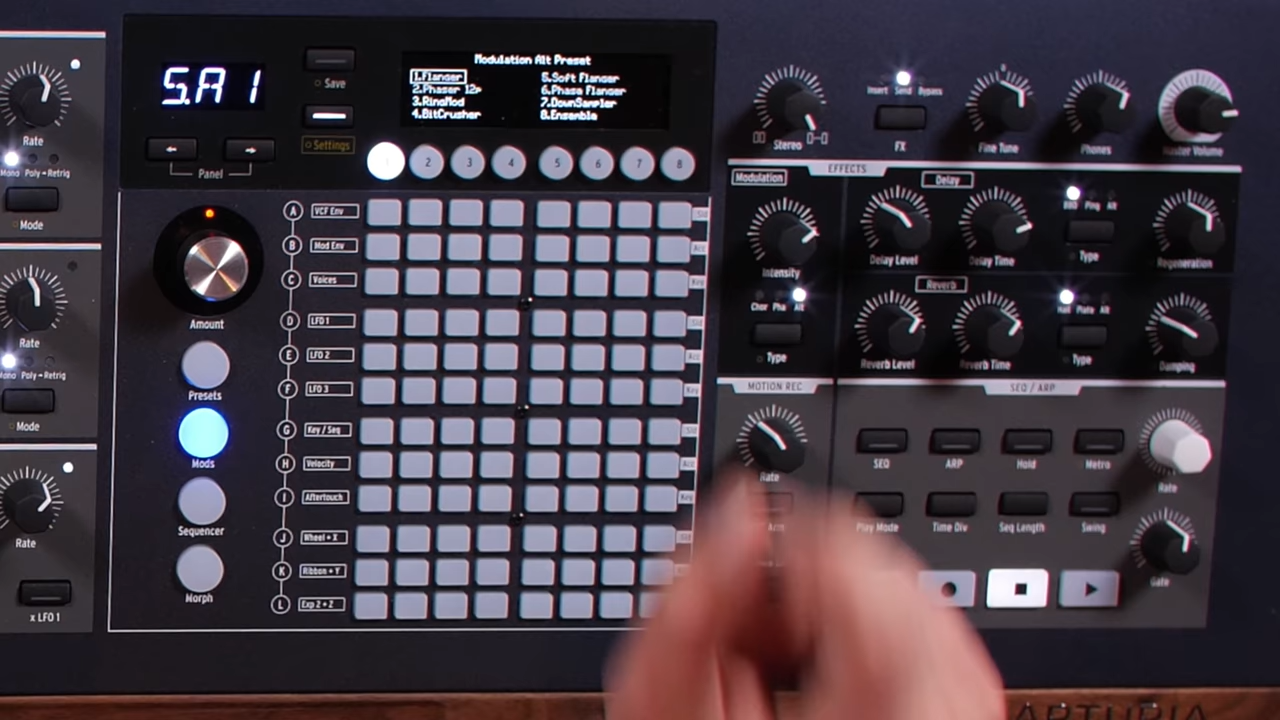 Rate
Mono Poly Retrig
Mode
Rate
Mono Poly Retrig
Mode
Rate
x LFO 1
S.A1
Save
Settings
Panel
Modulation Alt Preset
1.Flanger
2.Phaser 12p
3.RingMod
4.BitCrusher
5.Soft Flanger
6.Phase Flanger
7.DownSampler
8.Ensemble
1 2 3 4 5 6 7 8
Amount
Presets
Mods
Sequencer
Morph
A VCF Env
B Mod Env
C Voices
D LFO 1
E LFO 2
F LFO 3
G Key / Seq
H Velocity
I Aftertouch
J Wheel + X
K Ribbon + Y
L Exp 2 + Z
Stereo
Insert Send Bypass
FX
Fine Tune
Phones
Master Volume
EFFECTS
Modulation
Intensity
Chor Pha Alt
Type
Delay
Delay Level
Delay Time
Ping Alt
Type
Regeneration
Reverb
Reverb Level
Reverb Time
Hall Plate Alt
Type
Damping
MOTION REC
Rate
Arm
SEQ / ARP
SEQ
ARP
Hold
Metro
Rate
Play Mode
Time Div
Seq Length
Swing
Gate
ARTURIA